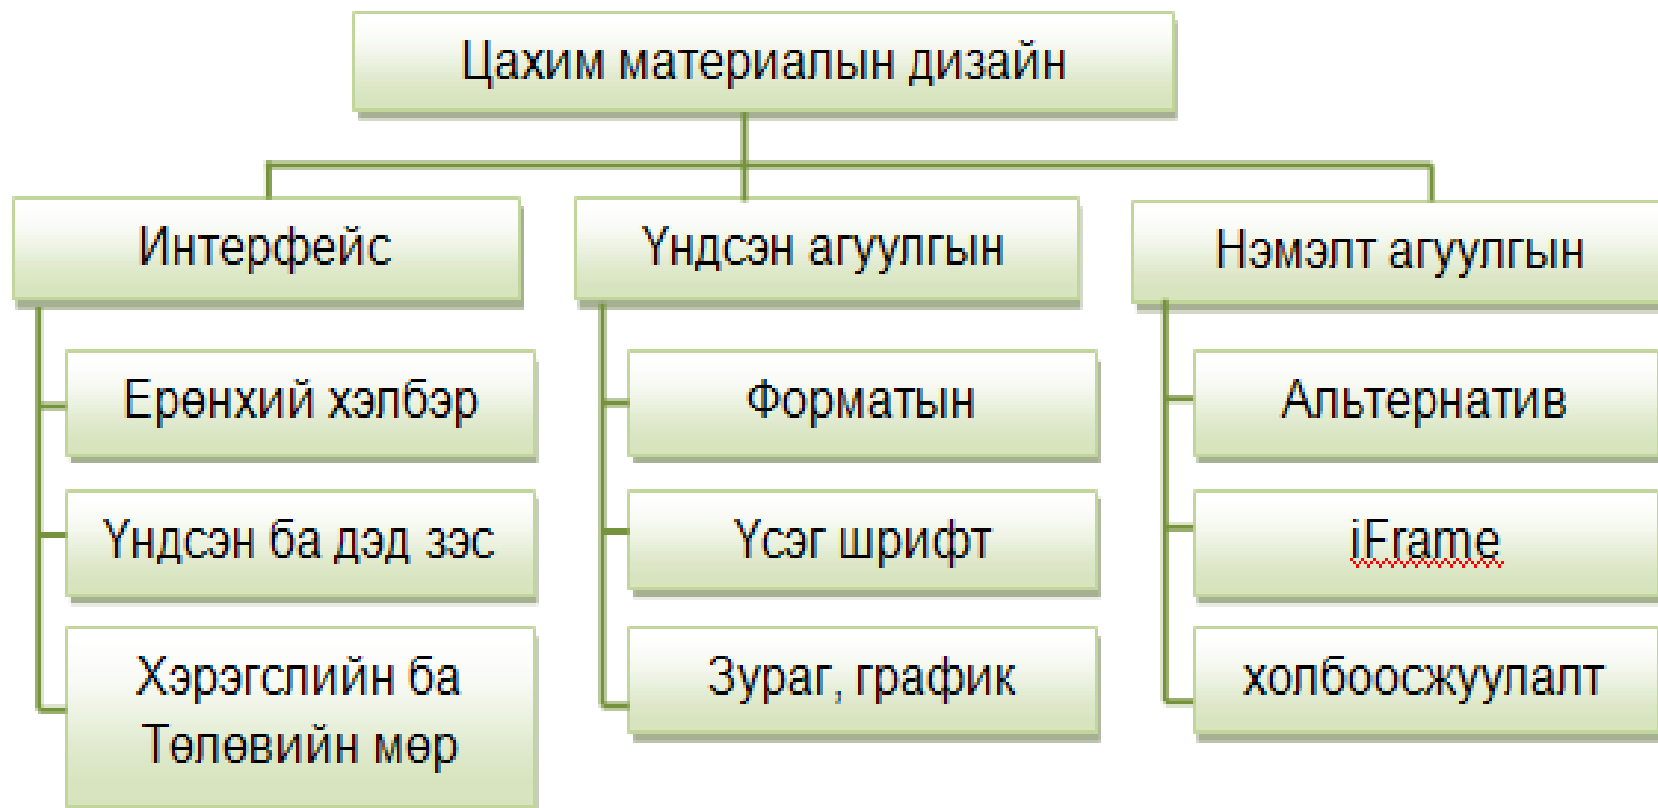 Цахим материалын дизайн
Интерфейс
Ерөнхий хэлбэр
Үндсэн ба дэд зэс
Хэрэгслийн ба
Төлөвийн мөр
Үндсэн агуулгын
Форматын
Үсэг шрифт
Зураг, график
Нэмэлт агуулгын
Альтернатив
iFrame
холбоосжуулалт